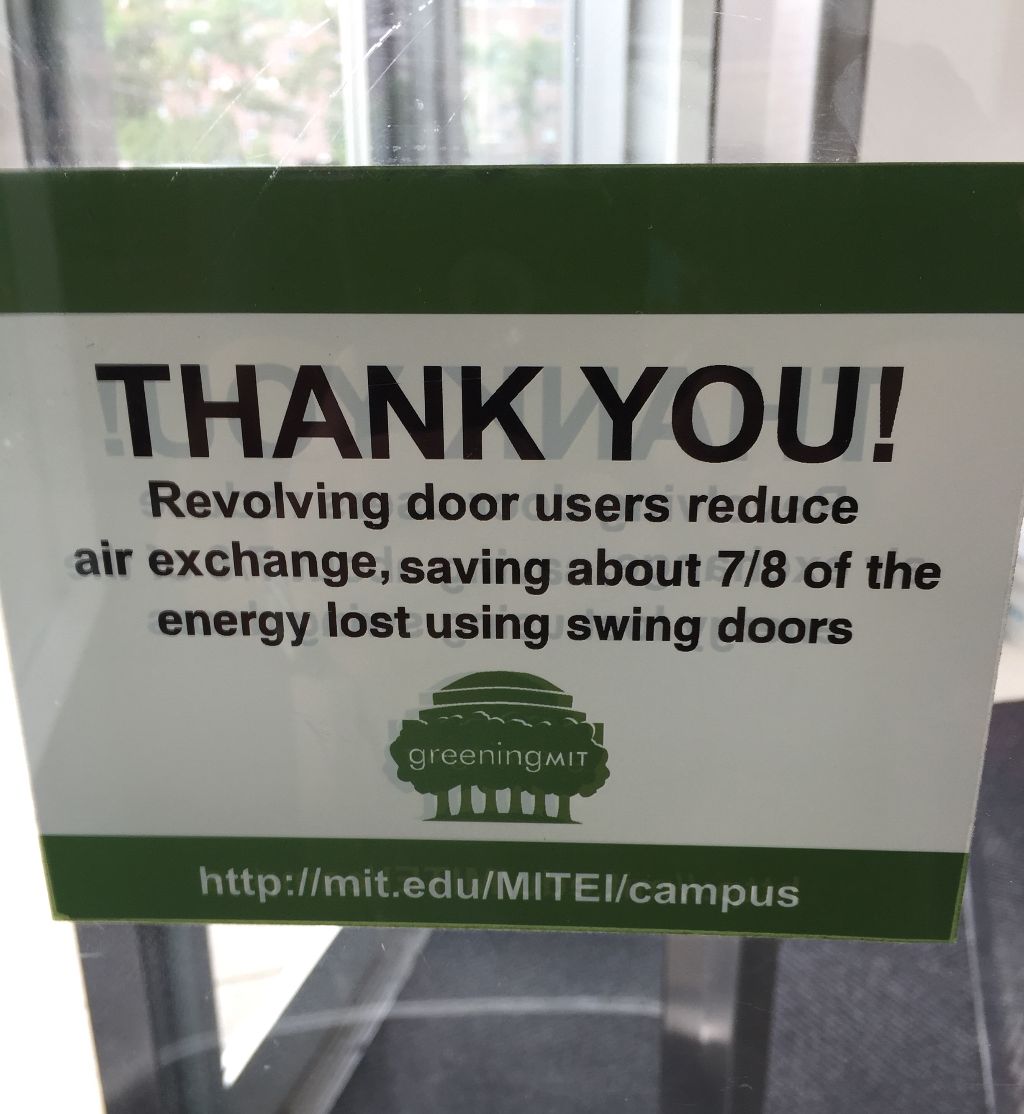 THANK YOU!
Revolving door users reduce
air exchange, saving about 7/8 of the
energy lost using swing doors
greeningMIT
http://mit.edu/MITEI/campus